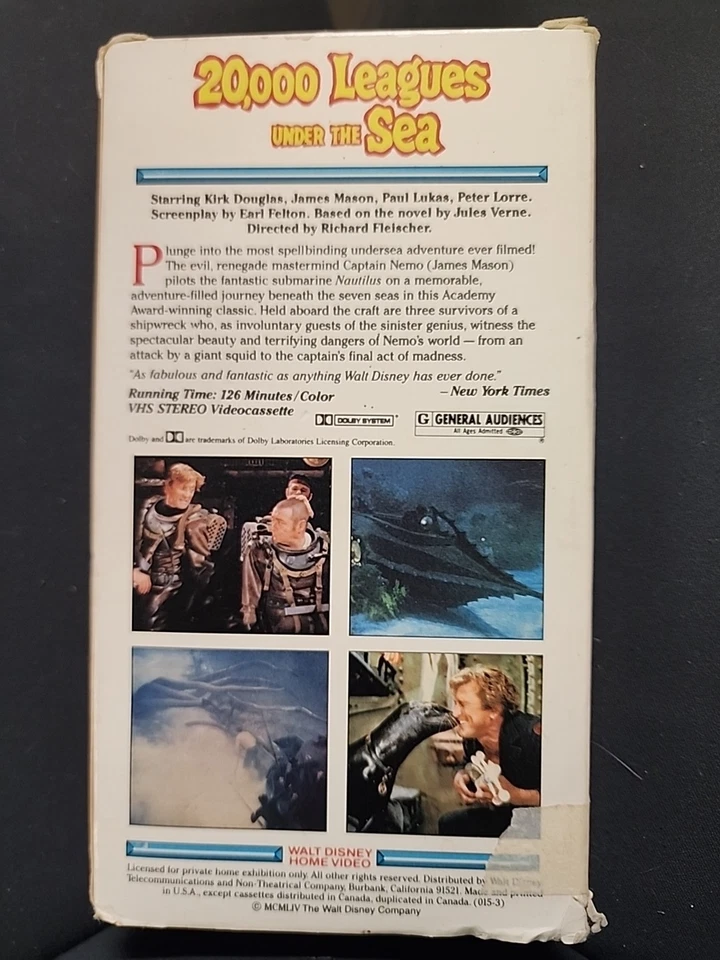 20,000 Leagues
UNDER THE Sea
Starring Kirk Douglas, James Mason, Paul Lukas, Peter Lorre.
Screenplay by Earl Felton. Based on the novel by Jules Verne.
Directed by Richard Fleischer.
Plunge into the most spellbinding undersea adventure ever filmed!
The evil, renegade mastermind Captain Nemo (James Mason)
pilots the fantastic submarine Nautilus on a memorable,
adventure-filled journey beneath the seven seas in this Academy
Award-winning classic. Held aboard the craft are three survivors of a
shipwreck who, as involuntary guests of the sinister genius, witness the
spectacular beauty and terrifying dangers of Nemo's world — from an
attack by a giant squid to the captain's final act of madness.
"As fabulous and fantastic as anything Walt Disney has ever done."
–New York Times
Running Time: 126 Minutes/Color
VHS STEREO Videocassette
DOLBY SYSTEM
G GENERAL AUDIENCES
All Ages Admitted
®
Dolby and are trademarks of Dolby Laboratories Licensing Corporation.
WALT DISNEY
HOME VIDEO
Licensed for private home exhibition only. All other rights reserved. Distributed by Walt Disney
Telecommunications and Non-Theatrical Company, Burbank, California 91521. Made and printed
in U.S.A., except cassettes distributed in Canada, duplicated in Canada. (015-3)
© MCMLIV The Walt Disney Company